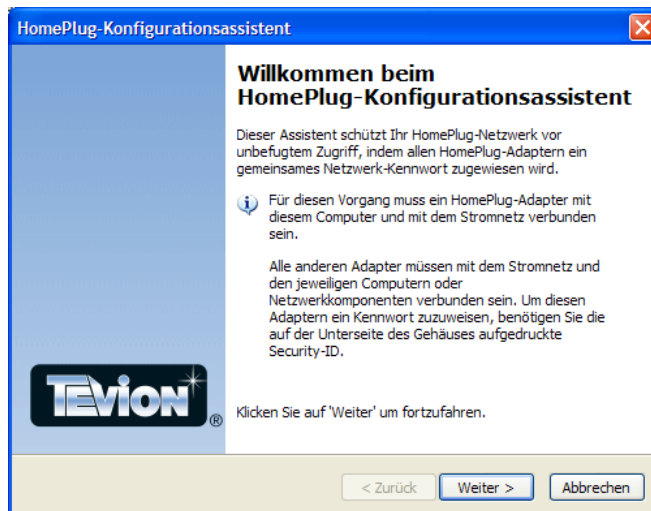 HomePlug-Konfigurationsassistent
Willkommen beim
HomePlug-Konfigurationsassistent
Dieser Assistent schützt Ihr HomePlug-Netzwerk vor
unbefugtem Zugriff, indem allen HomePlug-Adaptern ein
gemeinsames Netzwerk-Kennwort zugewiesen wird.
Für diesen Vorgang muss ein HomePlug-Adapter mit
diesem Computer und mit dem Stromnetz verbunden
sein.
Alle anderen Adapter müssen mit dem Stromnetz und
den jeweiligen Computern oder
Netzwerkkomponenten verbunden sein. Um diesen
Adaptern ein Kennwort zuzuweisen, benötigen Sie die
auf der Unterseite des Gehäuses aufgedruckte
Security-ID.
TEVION ®
Klicken Sie auf 'Weiter' um fortzufahren.
< Zurück Weiter > Abbrechen